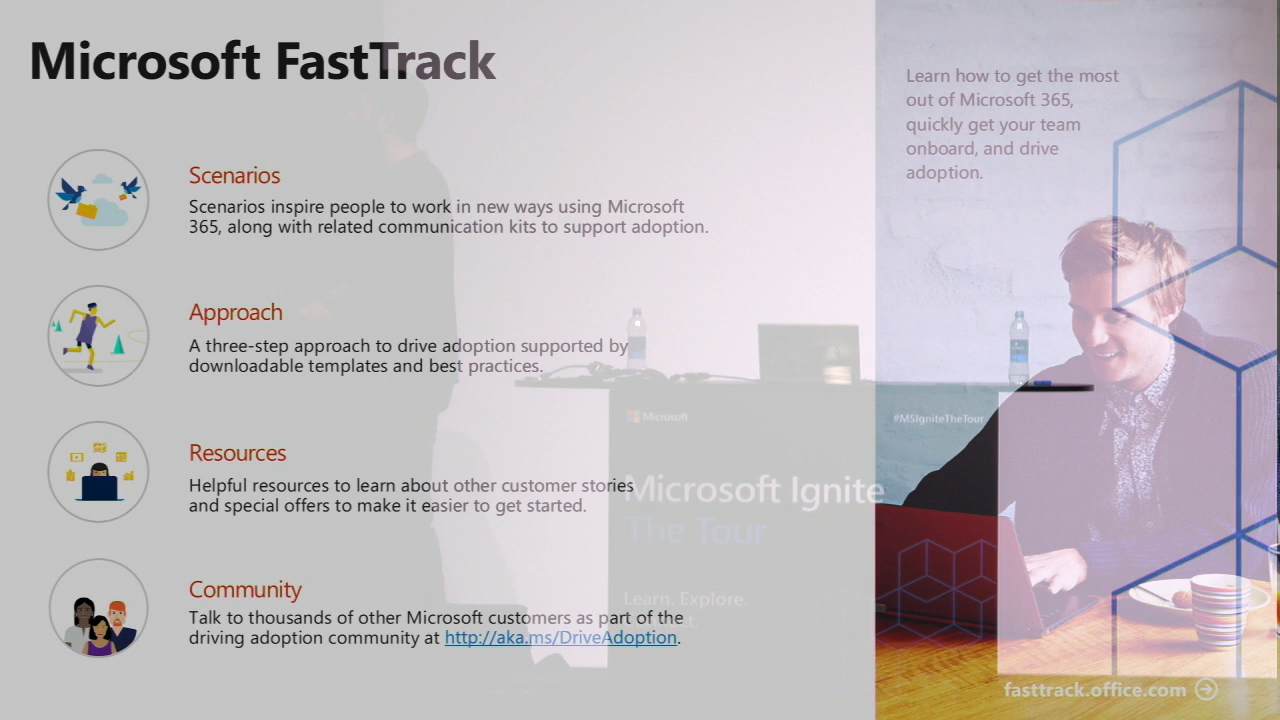 Microsoft FastTrack
Learn how to get the most
out of Microsoft 365,
quickly get your team
onboard, and drive
adoption.
Scenarios
Scenarios inspire people to work in new ways using Microsoft
365, along with related communication kits to support adoption.
Approach
A three-step approach to drive adoption supported by
downloadable templates and best practices.
Resources
Helpful resources to learn about other customer stories
and special offers to make it easier to get started.
Community
Talk to thousands of other Microsoft customers as part of the
driving adoption community at http://aka.ms/DriveAdoption.
Microsoft
#MSIgniteTheTour
Microsoft Ignite
The Tour
Learn. Explore.
fasttrack.office.com